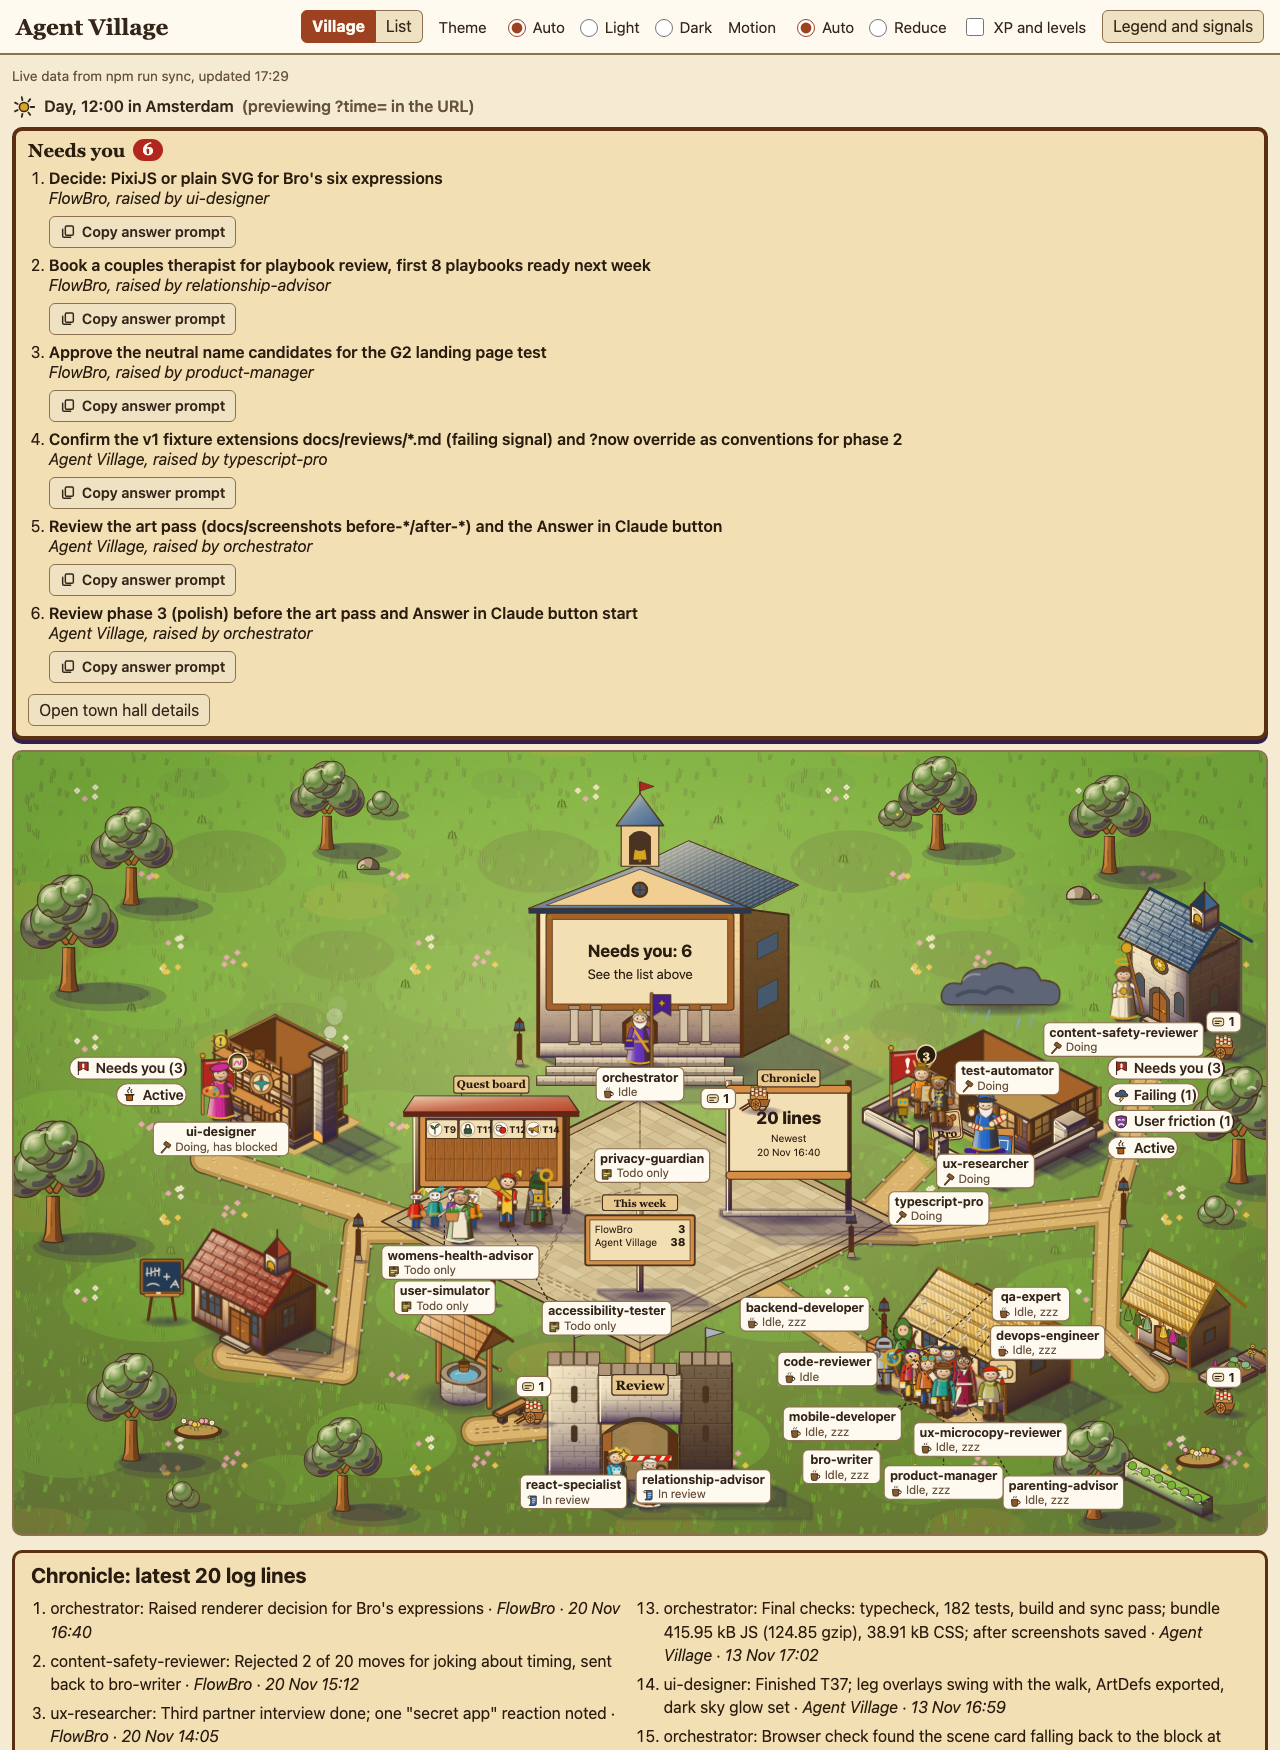 Agent Village
Village List Theme Auto Light Dark Motion Auto Reduce XP and levels Legend and signals
Live data from npm run sync, updated 17:29
Day, 12:00 in Amsterdam (previewing ?time= in the URL)
Needs you 6
1. Decide: PixiJS or plain SVG for Bro's six expressions
FlowBro, raised by ui-designer
Copy answer prompt
2. Book a couples therapist for playbook review, first 8 playbooks ready next week
FlowBro, raised by relationship-advisor
Copy answer prompt
3. Approve the neutral name candidates for the G2 landing page test
FlowBro, raised by product-manager
Copy answer prompt
4. Confirm the v1 fixture extensions docs/reviews/*.md (failing signal) and ?now override as conventions for phase 2
Agent Village, raised by typescript-pro
Copy answer prompt
5. Review the art pass (docs/screenshots before-*/after-*) and the Answer in Claude button
Agent Village, raised by orchestrator
Copy answer prompt
6. Review phase 3 (polish) before the art pass and Answer in Claude button start
Agent Village, raised by orchestrator
Copy answer prompt
Open town hall details
Needs you: 6
See the list above
1
content-safety-reviewer
Doing
Needs you (3)
Active
3
test-automator
Doing
Needs you (3)
Failing (1)
User friction (1)
Active
orchestrator
Idle
Quest board
T9 T11 T12 T14
Chronicle
1
20 lines
Newest
20 Nov 16:40
Bro
ui-designer
Doing, has blocked
privacy-guardian
Todo only
ux-researcher
Doing
typescript-pro
Doing
This week
FlowBro 3
Agent Village 38
womens-health-advisor
Todo only
user-simulator
Todo only
accessibility-tester
Todo only
backend-developer
Idle, zzz
qa-expert
Idle, zzz
devops-engineer
Idle, zzz
code-reviewer
Idle
1
Review
1
mobile-developer
Idle, zzz
ux-microcopy-reviewer
Idle, zzz
bro-writer
Idle, zzz
product-manager
Idle, zzz
parenting-advisor
Idle, zzz
react-specialist
In review
relationship-advisor
In review
Chronicle: latest 20 log lines
1. orchestrator: Raised renderer decision for Bro's expressions · FlowBro · 20 Nov
16:40
2. content-safety-reviewer: Rejected 2 of 20 moves for joking about timing, sent
back to bro-writer · FlowBro · 20 Nov 15:12
3. ux-researcher: Third partner interview done; one "secret app" reaction noted ·
FlowBro · 20 Nov 14:05
13. orchestrator: Final checks: typecheck, 182 tests, build and sync pass; bundle
415.95 kB JS (124.85 gzip), 38.91 kB CSS; after screenshots saved · Agent
Village · 13 Nov 17:02
14. ui-designer: Finished T37; leg overlays swing with the walk, ArtDefs exported,
dark sky glow set · Agent Village · 13 Nov 16:59
15. orchestrator: Browser check found the scene card falling back to the block at